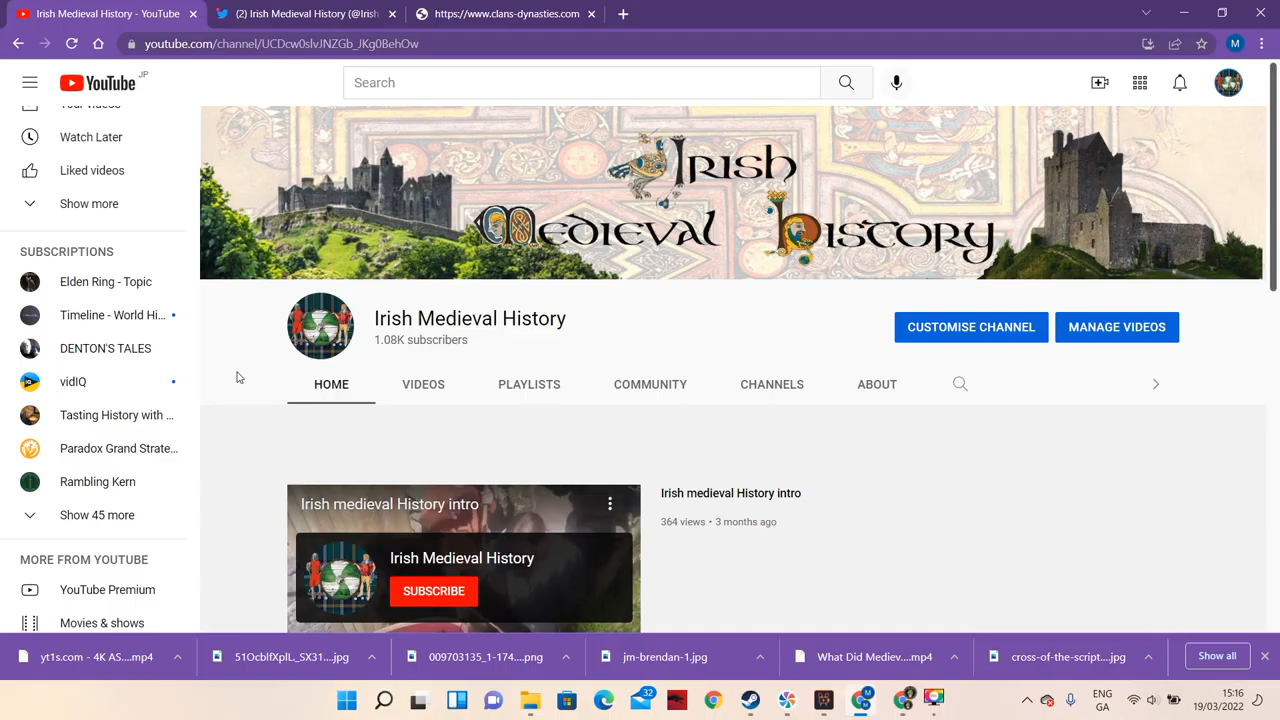 Irish Medieval History - YouTube
(2) Irish Medieval History (@Irish
https://www.clans-dynasties.com
youtube.com/channel/UCDcw0slvJNZGb_JKg0BehOw
M
YouTube JP
Search
Your videos
Watch Later
Liked videos
Show more
SUBSCRIPTIONS
Elden Ring - Topic
Timeline - World Hi...
DENTON'S TALES
vidIQ
Tasting History with ...
Paradox Grand Strate...
Rambling Kern
Show 45 more
MORE FROM YOUTUBE
YouTube Premium
Movies & shows
Irish
Medieval History
Irish Medieval History
1.08K subscribers
CUSTOMISE CHANNEL
MANAGE VIDEOS
HOME
VIDEOS
PLAYLISTS
COMMUNITY
CHANNELS
ABOUT
Irish medieval History intro
Irish Medieval History
SUBSCRIBE
Irish medieval History intro
364 views • 3 months ago
yt1s.com - 4K AS....mp4
51OcblfXplL._SX31....jpg
009703135_1-174....png
jm-brendan-1.jpg
What Did Mediev....mp4
cross-of-the-script....jpg
Show all
32
ENG
GA
15:16
19/03/2022